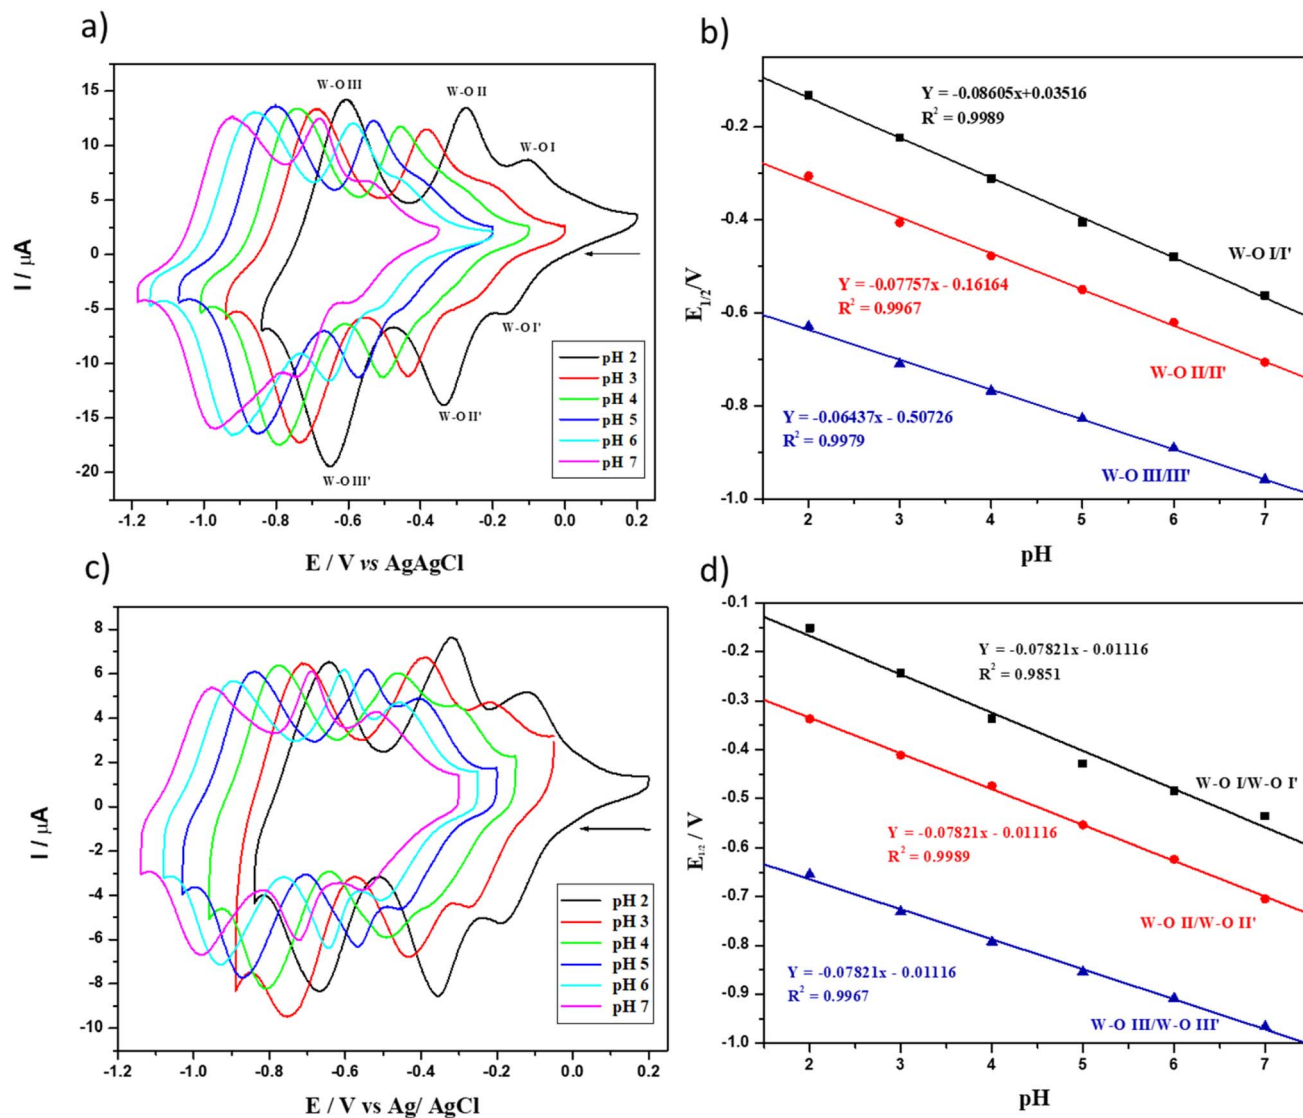 a)
15
10
5
0
-5
-10
-15
-20
I / µA
W-O III
W-O II
W-O I
W-O I'
W-O II'
W-O III'
pH 2
pH 3
pH 4
pH 5
pH 6
pH 7
-1.2 -1.0 -0.8 -0.6 -0.4 -0.2 0.0 0.2
E / V vs AgAgCl
b)
-0.2
-0.4
-0.6
-0.8
-1.0
E1/2/V
Y = -0.08605x+0.03516
R2 = 0.9989
W-O I/I'
Y = -0.07757x - 0.16164
R2 = 0.9967
W-O II/II'
Y = -0.06437x - 0.50726
R2 = 0.9979
W-O III/III'
2 3 4 5 6 7
pH
c)
8
6
4
2
0
-2
-4
-6
-8
-10
I / µA
pH 2
pH 3
pH 4
pH 5
pH 6
pH 7
-1.2 -1.0 -0.8 -0.6 -0.4 -0.2 0.0 0.2
E / V vs Ag/ AgCl
d)
-0.1
-0.2
-0.3
-0.4
-0.5
-0.6
-0.7
-0.8
-0.9
-1.0
E1/2 / V
Y = -0.07821x - 0.01116
R2 = 0.9851
W-O I/W-O I'
Y = -0.07821x - 0.01116
R2 = 0.9989
W-O II/W-O II'
Y = -0.07821x - 0.01116
R2 = 0.9967
W-O III/W-O III'
2 3 4 5 6 7
pH